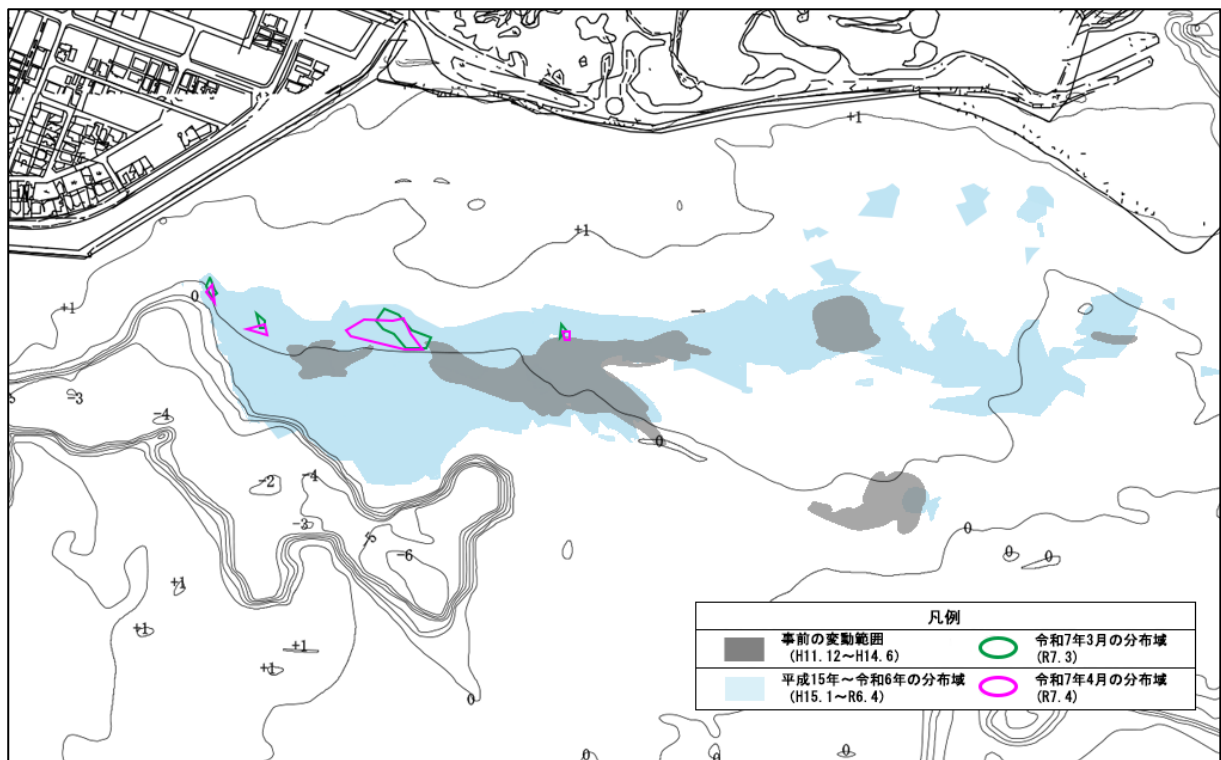 +1
+1
+1
0
-3
-4
0
-2
-4
-3
5
-6
0
0
0
+1
+1
+1
+1
0
凡例
事前の変動範囲
(H11.12～H14.6)
令和7年3月の分布域
(R7.3)
平成15年～令和6年の分布域
(H15.1～R6.4)
令和7年4月の分布域
(R7.4)
0
0
0